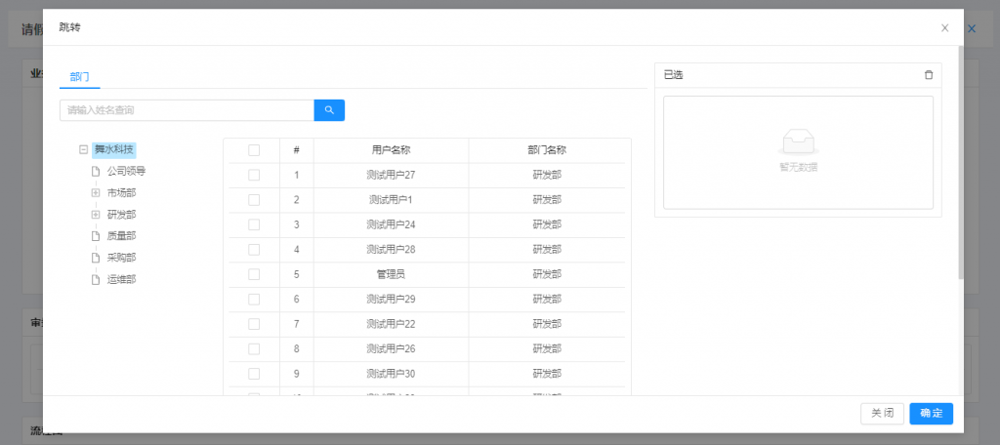 请假
跳转
业
部门
请输入姓名查询
舞水科技
公司领导
市场部
研发部
质量部
采购部
运维部
# 用户名称 部门名称
1 测试用户27 研发部
2 测试用户1 研发部
3 测试用户24 研发部
4 测试用户28 研发部
5 管理员 研发部
6 测试用户29 研发部
7 测试用户22 研发部
8 测试用户26 研发部
9 测试用户30 研发部
已选
暂无数据
审
关 闭
确 定